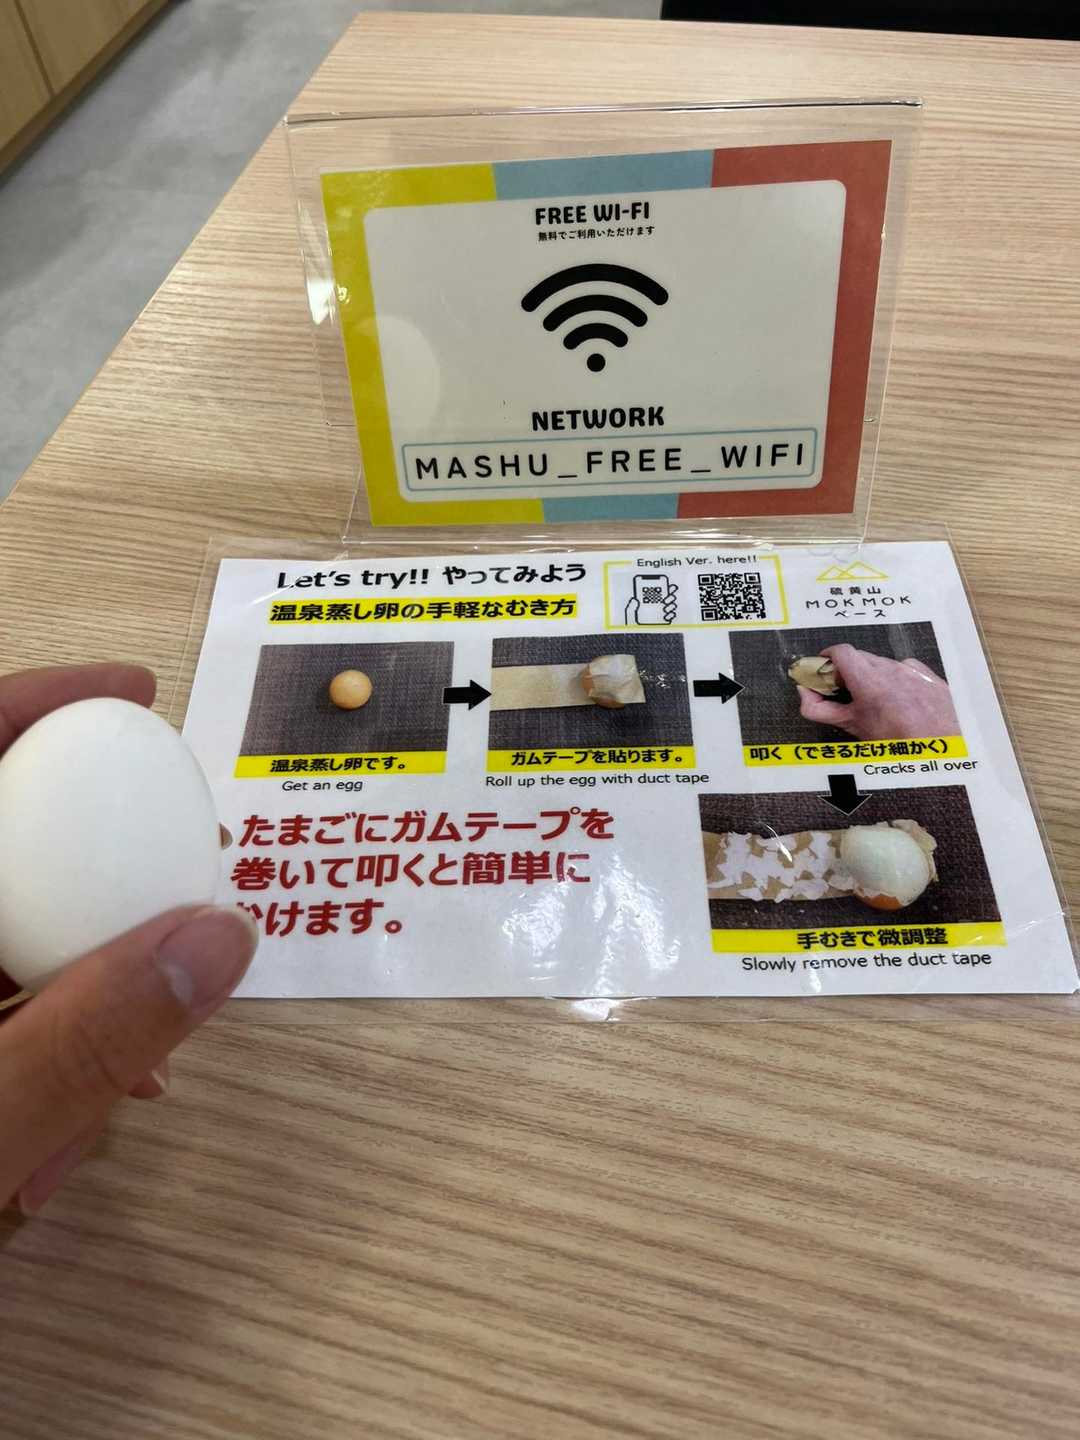 FREE WI-FI
無料でご利用いただけます
NETWORK
MASHU_FREE_WIFI
Let's try!! やってみよう
温泉蒸し卵の手軽なむき方
English Ver. here!!
硫黄山
MOKMOK
ベース
温泉蒸し卵です。
Get an egg
ガムテープを貼ります。
Roll up the egg with duct tape
叩く（できるだけ細かく）
Cracks all over
たまごにガムテープを
巻いて叩くと簡単に
けます。
手むきで微調整
Slowly remove the duct tape